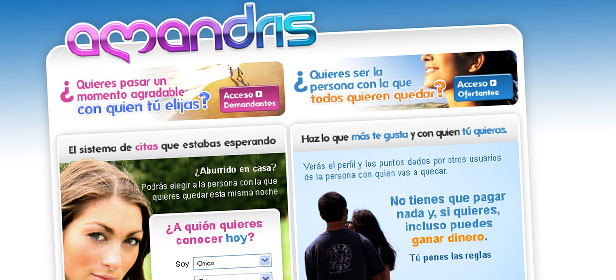 amandris
¿Quieres pasar un
momento agradable
con quien tú elijas?
Acceso
Demandantes
¿Quieres ser la
persona con la que
todos quieren quedar?
Acceso
Ofertantes
El sistema de citas que estabas esperando
¿Aburrido en casa?
Podrás elegir a la persona con la que
quieres quedar esta misma noche
¿A quién quieres
conocer hoy?
Soy Chico
Haz lo que más te gusta y con quien tú quieras.
Verás el perfil y los puntos dados por otros usuarios
de la persona con quien vas a quedar.
No tienes que pagar
nada y, si quieres,
incluso puedes
ganar dinero.
Tú pones las reglas